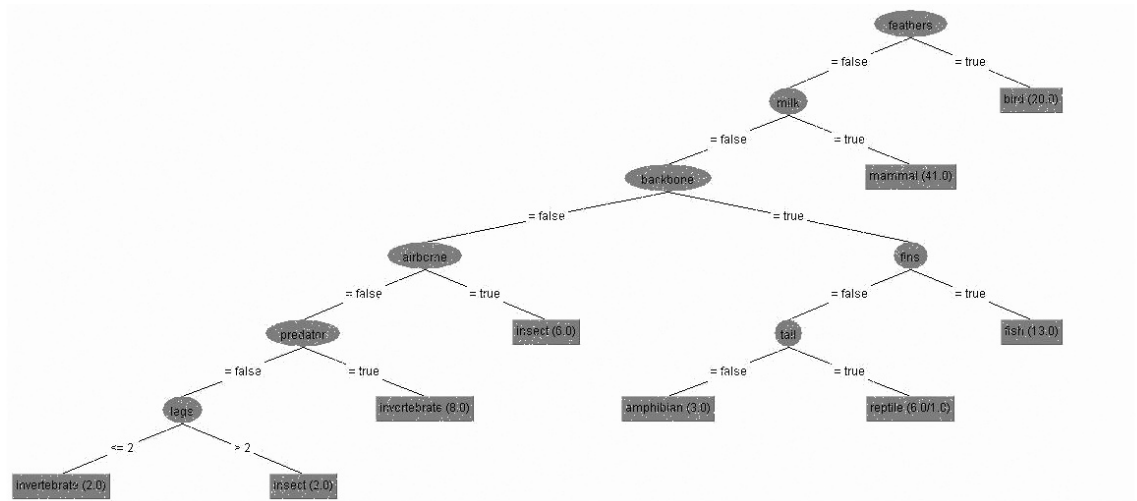 feathers
= false
= true
milk
bird (20.0)
= false
= true
backbone
mammal (41.0)
= false
= true
airborne
fins
= false
= true
= false
= true
predator
insect (6.0)
tail
fish (13.0)
= false
= true
= false
= true
legs
invertebrate (8.0)
amphibian (3.0)
reptile (6.0/1.0)
<= 2
> 2
invertebrate (2.0)
insect (2.0)